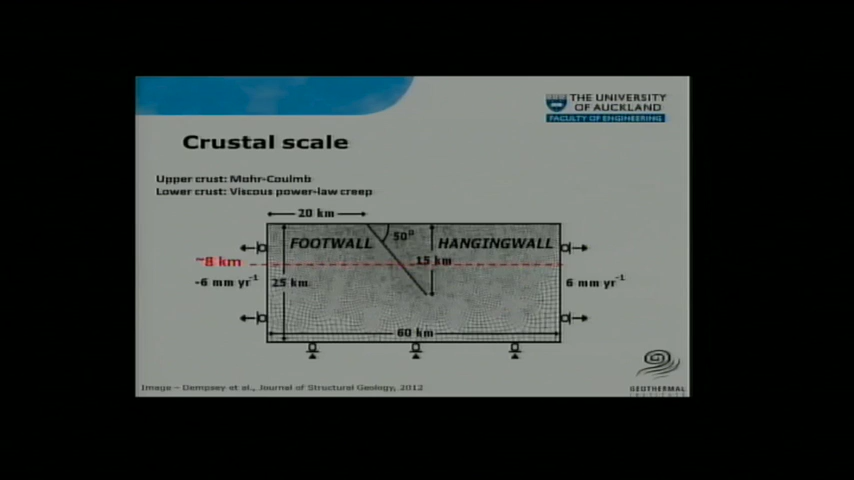 THE UNIVERSITY
OF AUCKLAND
FACULTY OF ENGINEERING
Crustal scale
Upper crust: Mohr-Coulmb
Lower crust: Viscous power-law creep
20 km
50°
FOOTWALL
HANGINGWALL
~8 km
15 km
-6 mm yr-1
25 km
6 mm yr-1
60 km
Image – Dempsey et al., Journal of Structural Geology, 2012
GEOTHERMAL
INSTITUTE